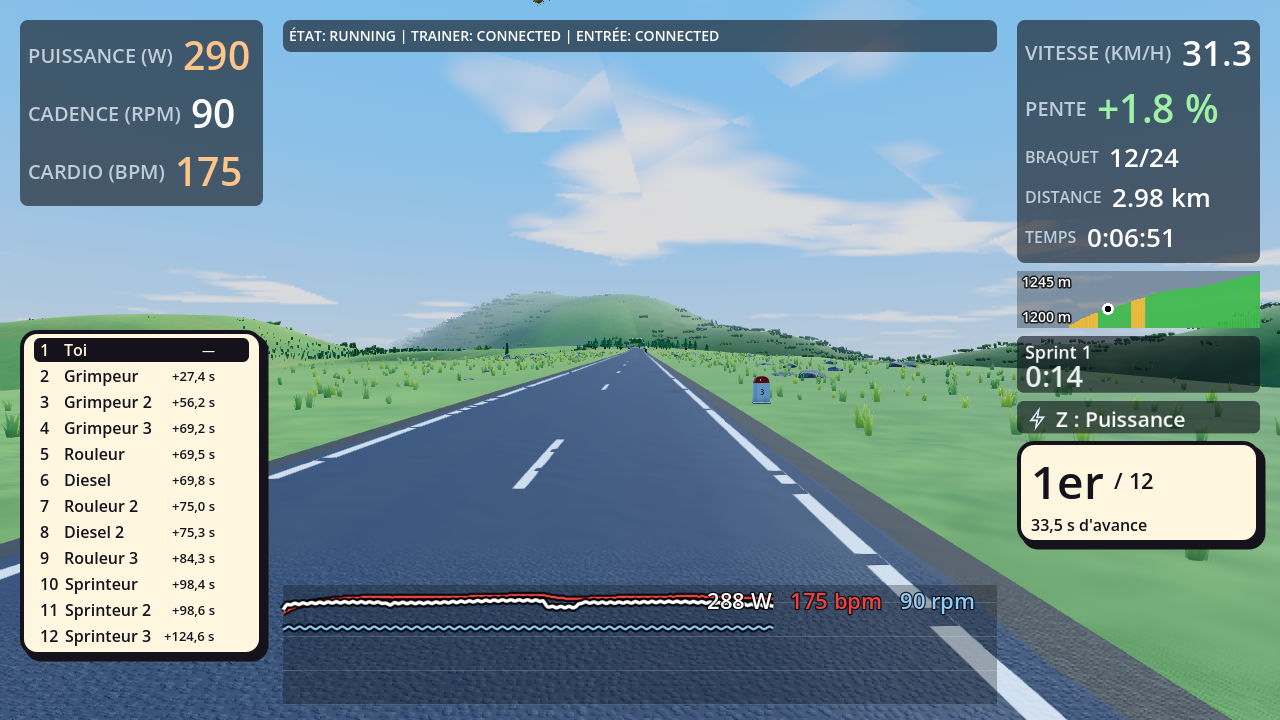 PUISSANCE (W) 290
CADENCE (RPM) 90
CARDIO (BPM) 175
ÉTAT: RUNNING | TRAINER: CONNECTED | ENTRÉE: CONNECTED
VITESSE (KM/H) 31.3
PENTE +1.8 %
BRAQUET 12/24
DISTANCE 2.98 km
TEMPS 0:06:51
1245 m
1200 m
Sprint 1
0:14
Z : Puissance
1er / 12
33,5 s d'avance
1 Toi —
2 Grimpeur +27,4 s
3 Grimpeur 2 +56,2 s
4 Grimpeur 3 +69,2 s
5 Rouleur +69,5 s
6 Diesel +69,8 s
7 Rouleur 2 +75,0 s
8 Diesel 2 +75,3 s
9 Rouleur 3 +84,3 s
10 Sprinteur +98,4 s
11 Sprinteur 2 +98,6 s
12 Sprinteur 3 +124,6 s
3
288 W 175 bpm 90 rpm